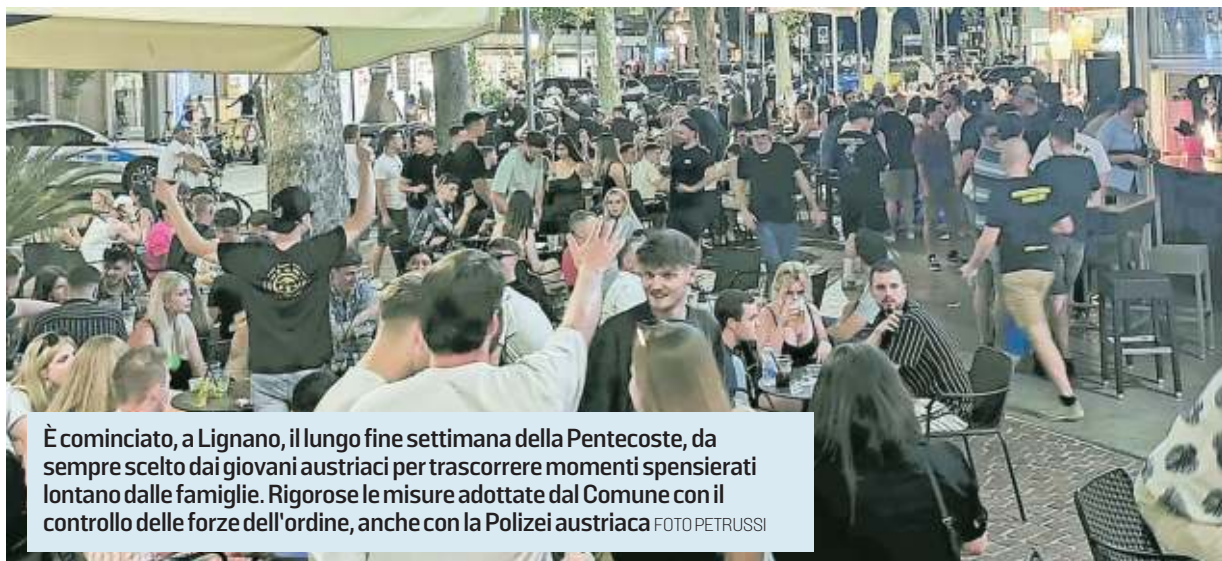 È cominciato, a Lignano, il lungo fine settimana della Pentecoste, da
sempre scelto dai giovani austriaci per trascorrere momenti spensierati
lontano dalle famiglie. Rigorose le misure adottate dal Comune con il
controllo delle forze dell'ordine, anche con la Polizei austriaca FOTO PETRUSSI